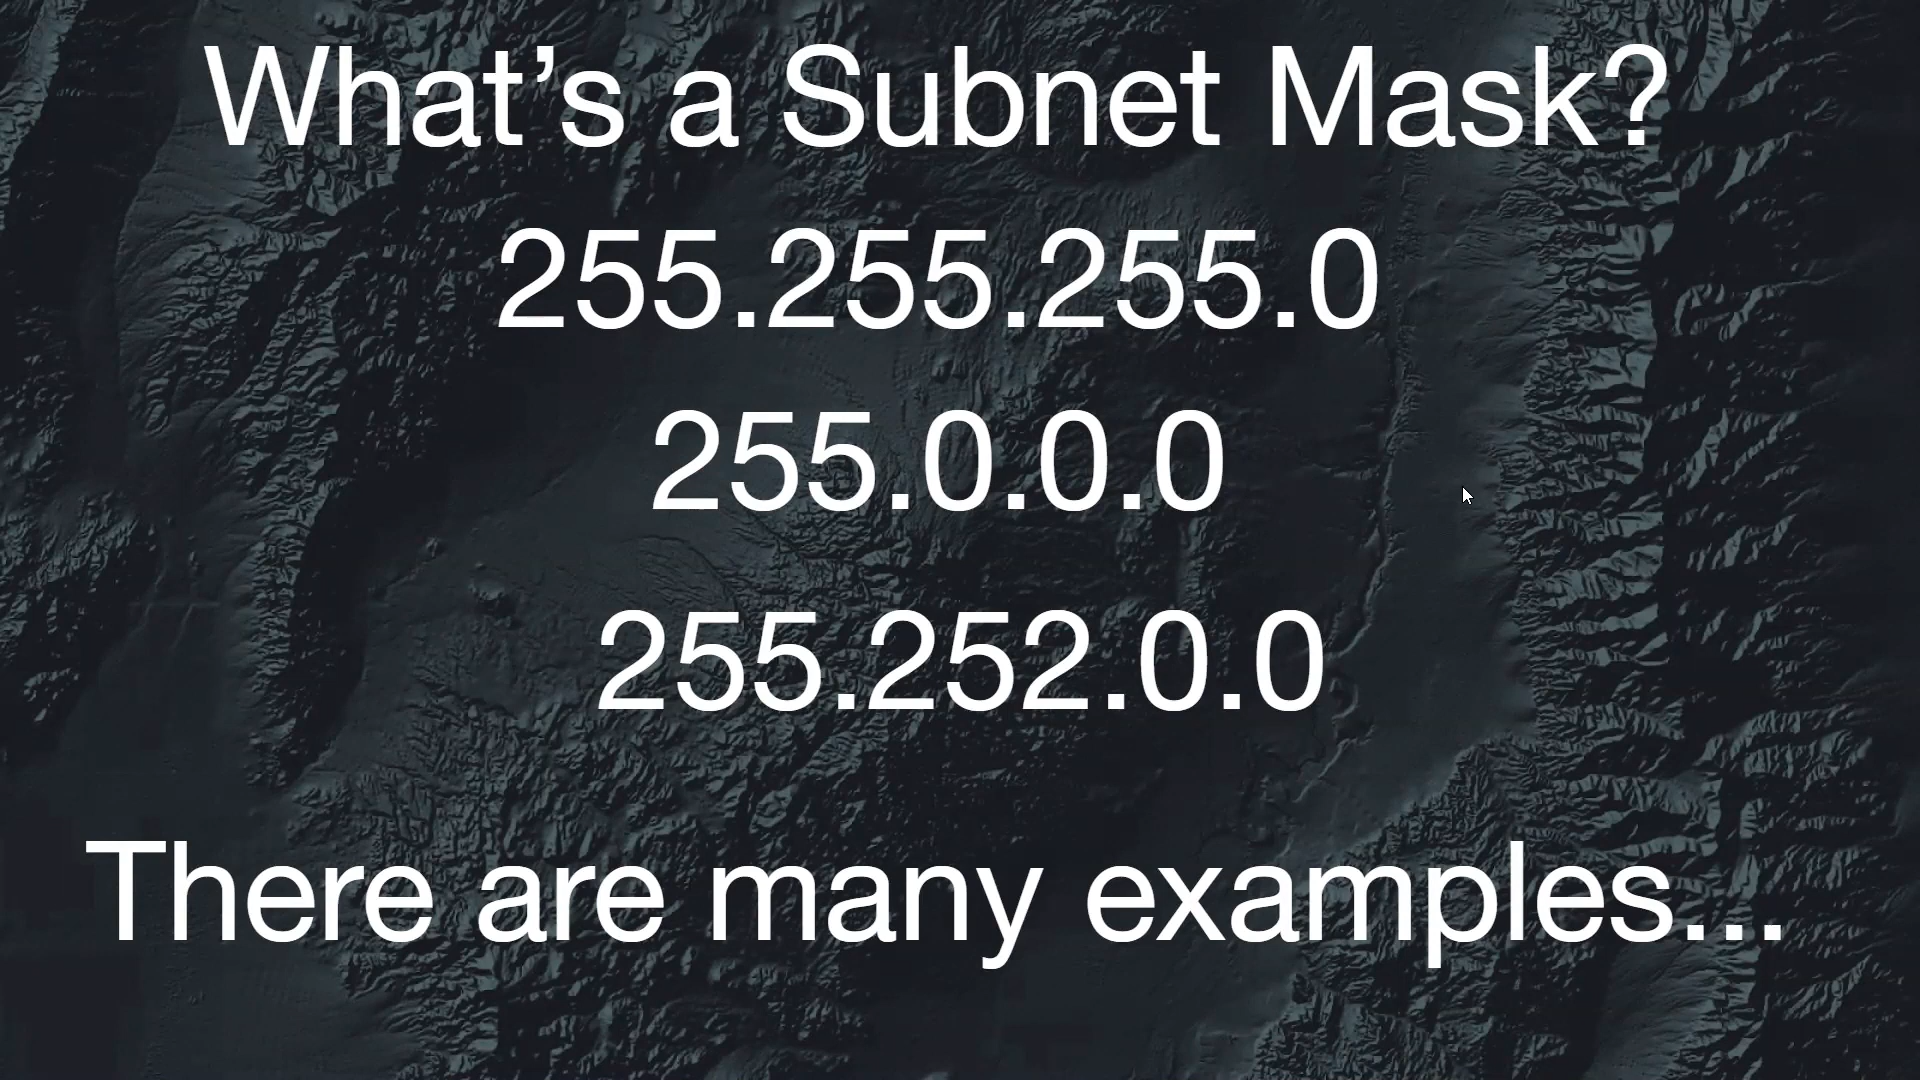 What’s a Subnet Mask?
255.255.255.0
255.0.0.0
255.252.0.0
There are many examples...